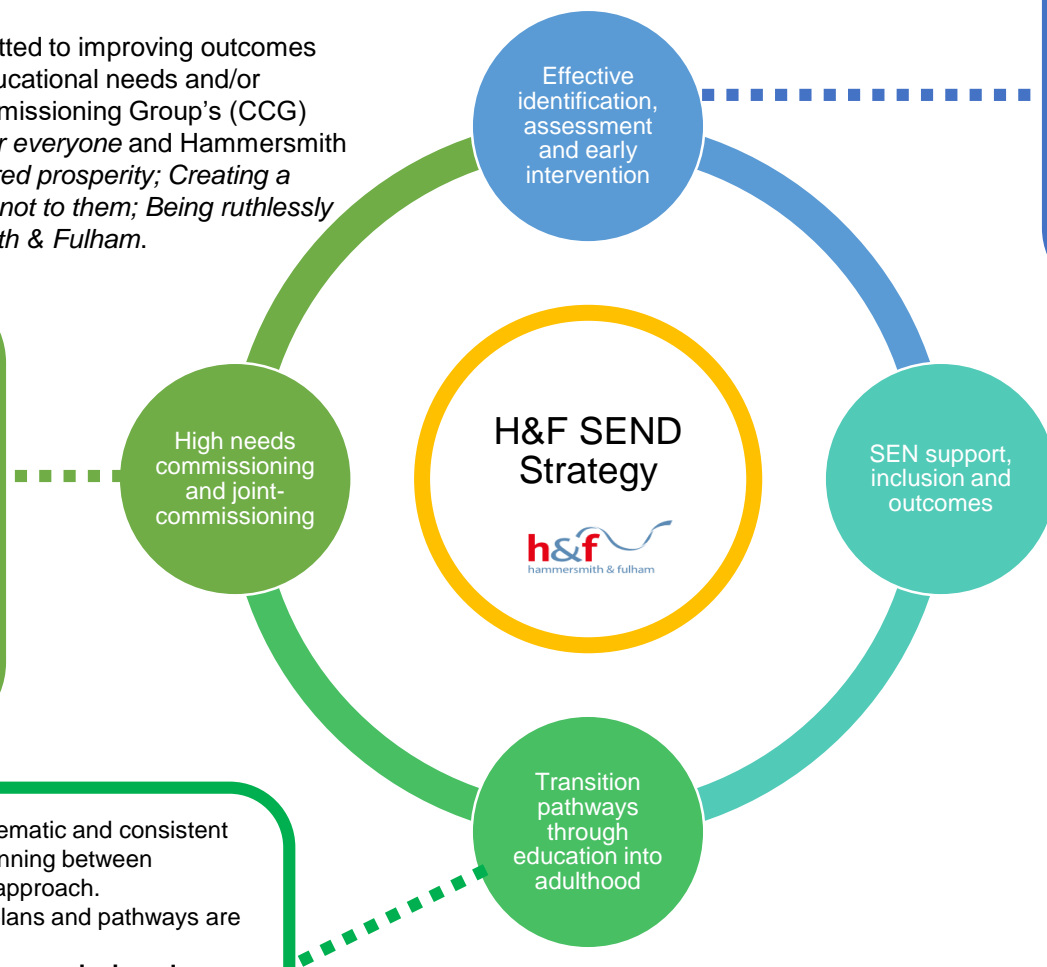 tted to improving outcomes
ucational needs and/or
missioning Group's (CCG)
r everyone and Hammersmith
red prosperity; Creating a
not to them; Being ruthlessly
th & Fulham.
Effective
identification,
assessment
and early
intervention
High needs
commissioning
and joint-
commissioning
H&F SEND
Strategy
h&f
hammersmith & fulham
SEN support,
inclusion and
outcomes
Transition
pathways
through
education into
adulthood
ematic and consistent
nning between
approach.
lans and pathways are